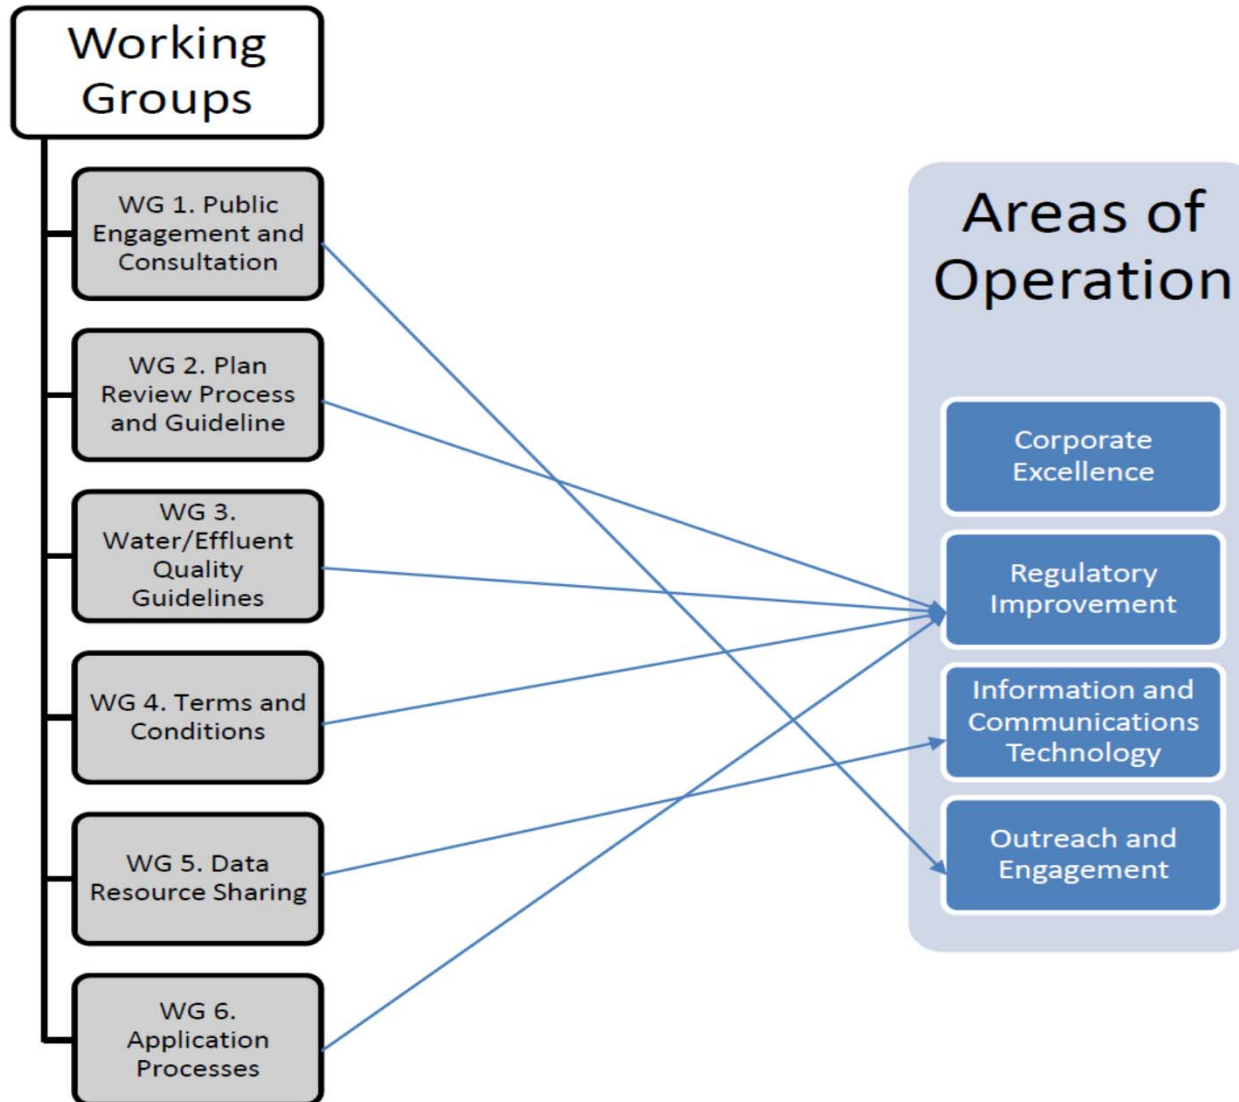 Working
Groups
WG 1. Public
Engagement and
Consultation
WG 2. Plan
Review Process
and Guideline
WG 3.
Water/Effluent
Quality
Guidelines
WG 4. Terms and
Conditions
WG 5. Data
Resource Sharing
WG 6.
Application
Processes
Areas of
Operation
Corporate
Excellence
Regulatory
Improvement
Information and
Communications
Technology
Outreach and
Engagement